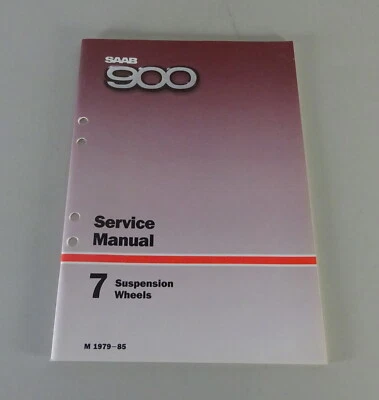 SAAB
900
Service
Manual
7 Suspension
Wheels
M 1979-85